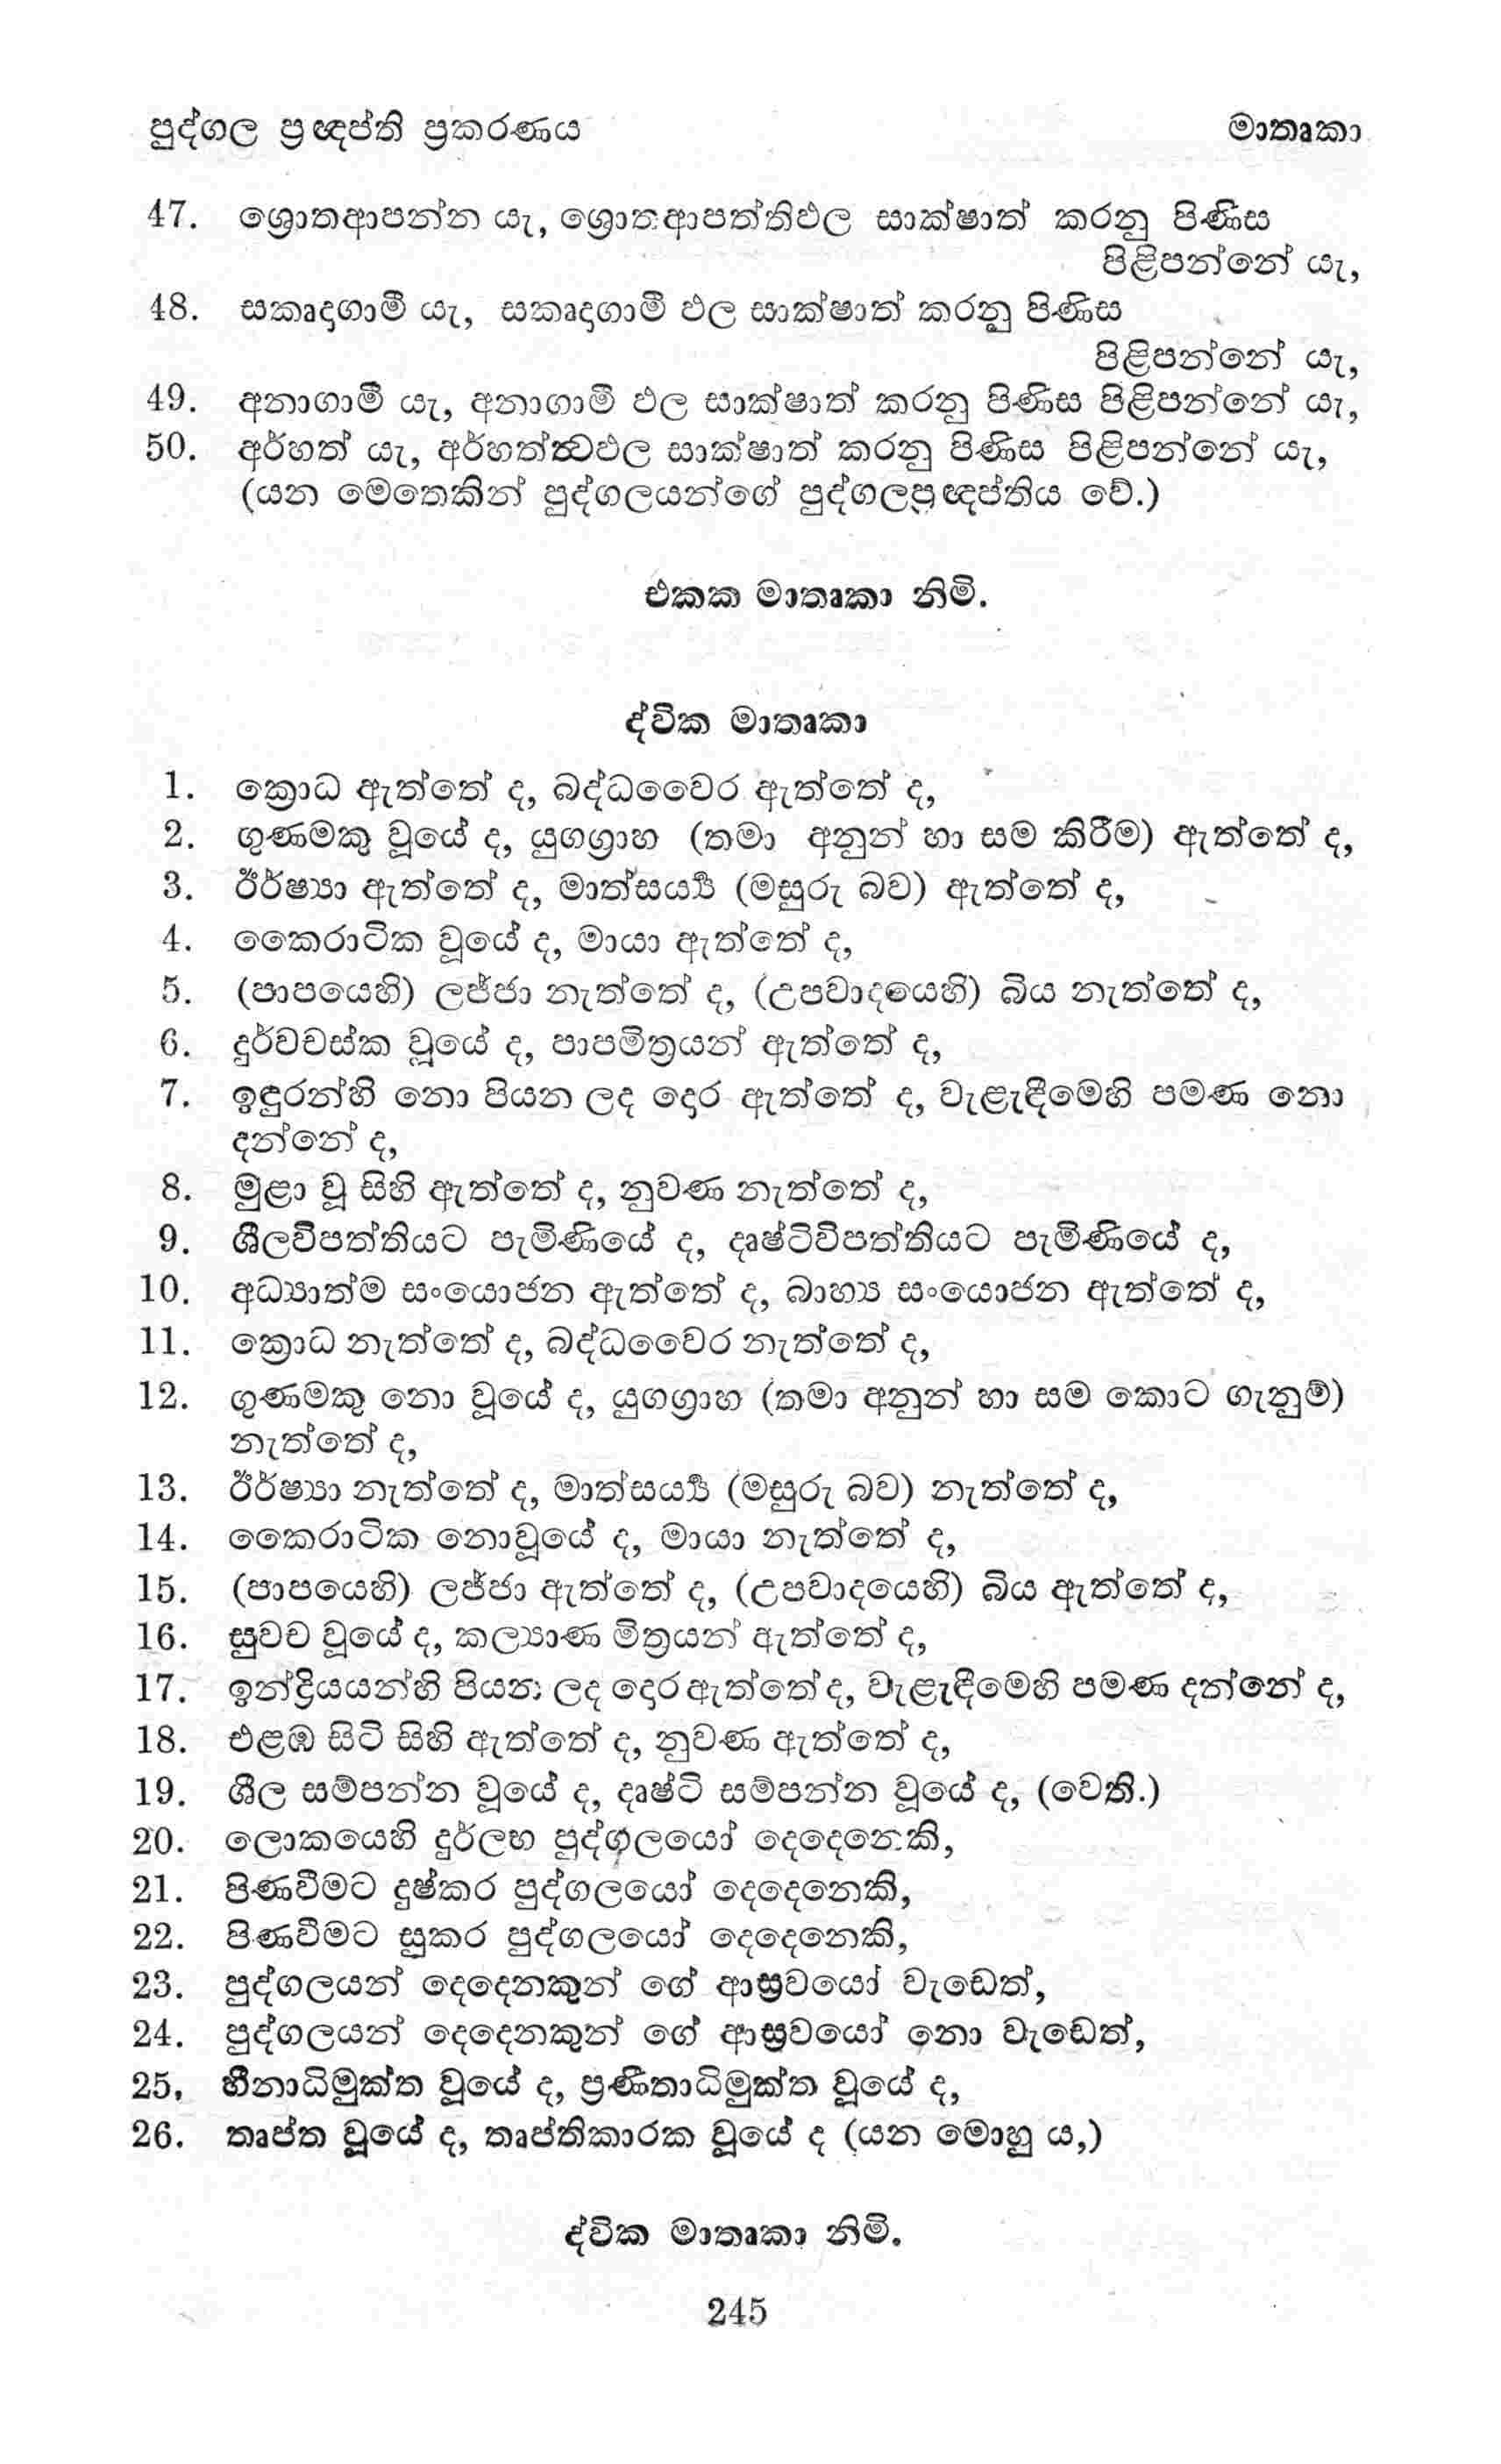 පුද්ගල ප්‍රඥප්ති ප්‍රකරණය
මාතෘකා
47. ශ්‍රොතආපන්න යැ, ශ්‍රොතආපත්තිඵල සාක්ෂාත් කරනු පිණිස
පිළිපන්නේ යැ,
48. සකෘදාගාමී යැ, සකෘදාගාමී ඵල සාක්ෂාත් කරනු පිණිස
පිළිපන්නේ යැ,
49. අනාගාමී යැ, අනාගාමී ඵල සාක්ෂාත් කරනු පිණිස පිළිපන්නේ යැ,
50. අර්හත් යැ, අර්හත්ත්‍වඵල සාක්ෂාත් කරනු පිණිස පිළිපන්නේ යැ,
(යන මෙතෙකින් පුද්ගලයන්ගේ පුද්ගලප්‍රඥප්තිය වේ.)
එකක මාතෘකා නිමි.
ද්වික මාතෘකා
1. ක්‍රොධ ඇත්තේ ද, බද්ධවෛර ඇත්තේ ද,
2. ගුණමකු වූයේ ද, යුගග්‍රාහ (තමා අනුන් හා සම කිරීම) ඇත්තේ ද,
3. ඊර්ෂ්‍යා ඇත්තේ ද, මාත්සර්‍ය්‍ය (මසුරු බව) ඇත්තේ ද,
4. කෛරාටික වූයේ ද, මායා ඇත්තේ ද,
5. (පාපයෙහි) ලජ්ජා නැත්තේ ද, (උපවාදයෙහි) බිය නැත්තේ ද,
6. දුර්වචස්ක වූයේ ද, පාපමිත්‍රයන් ඇත්තේ ද,
7. ඉඳුරන්හි නො පියන ලද දොර ඇත්තේ ද, වැළැඳීමෙහි පමණ නො
දන්නේ ද,
8. මුළා වූ සිහි ඇත්තේ ද, නුවණ නැත්තේ ද,
9. ශීලවිපත්තියට පැමිණියේ ද, දෘෂ්ටිවිපත්තියට පැමිණියේ ද,
10. අධ්‍යාත්ම සංයොජන ඇත්තේ ද, බාහ්‍ය සංයොජන ඇත්තේ ද,
11. ක්‍රොධ නැත්තේ ද, බද්ධවෛර නැත්තේ ද,
12. ගුණමකු නො වූයේ ද, යුගග්‍රාහ (තමා අනුන් හා සම කොට ගැනුම්)
නැත්තේ ද,
13. ඊර්ෂ්‍යා නැත්තේ ද, මාත්සර්‍ය්‍ය (මසුරු බව) නැත්තේ ද,
14. කෛරාටික නොවූයේ ද, මායා නැත්තේ ද,
15. (පාපයෙහි) ලජ්ජා ඇත්තේ ද, (උපවාදයෙහි) බිය ඇත්තේ ද,
16. සුවච වූයේ ද, කල්‍යාණ මිත්‍රයන් ඇත්තේ ද,
17. ඉන්ද්‍රියයන්හි පියන ලද දොර ඇත්තේ ද, වැළැඳීමෙහි පමණ දන්නේ ද,
18. එළඹ සිටි සිහි ඇත්තේ ද, නුවණ ඇත්තේ ද,
19. ශීල සම්පන්න වූයේ ද, දෘෂ්ටි සම්පන්න වූයේ ද, (වෙති.)
20. ලොකයෙහි දුර්ලභ පුද්ගලයෝ දෙදෙනෙකි,
21. පිණවීමට දුෂ්කර පුද්ගලයෝ දෙදෙනෙකි,
22. පිණවීමට සුකර පුද්ගලයෝ දෙදෙනෙකි,
23. පුද්ගලයන් දෙදෙනකුන් ගේ ආස්‍රවයෝ වැඩෙත්,
24. පුද්ගලයන් දෙදෙනකුන් ගේ ආස්‍රවයෝ නො වැඩෙත්,
25, හීනාධිමුක්ත වූයේ ද, ප්‍රණීතාධිමුක්ත වූයේ ද,
26. තෘප්ත වූයේ ද, තෘප්තිකාරක වූයේ ද (යන මොහු ය,)
ද්වික මාතෘකා නිමි.
245